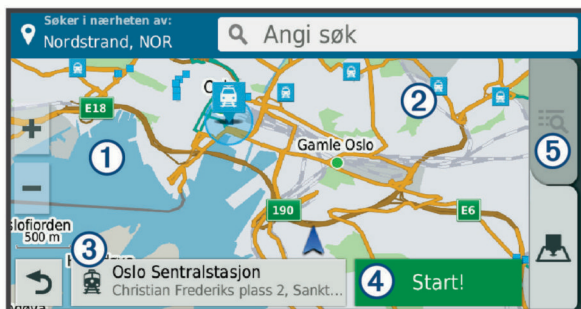 Søker i nærheten av:
Nordstrand, NOR
Angi søk
2
E18
1
5
Gamle Oslo
190
E6
slofjorden
500 m
3
Oslo Sentralstasjon
Christian Frederiks plass 2, Sankt...
4
Start!